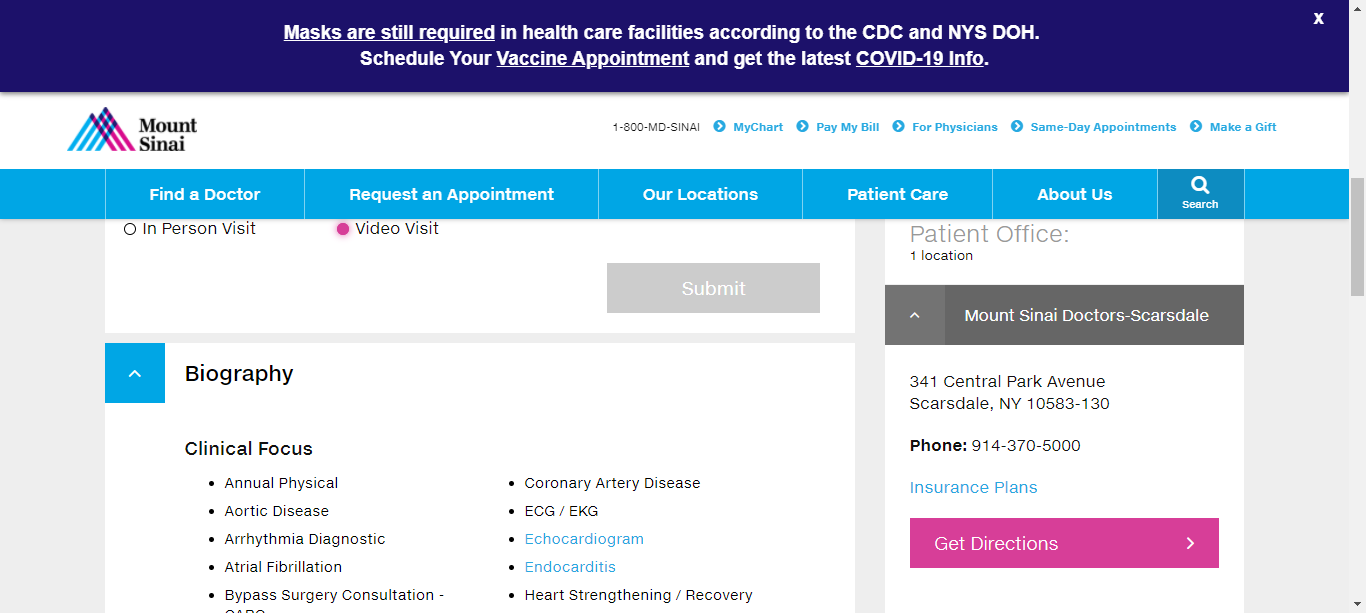 Masks are still required in health care facilities according to the CDC and NYS DOH.
Schedule Your Vaccine Appointment and get the latest COVID-19 Info.
X
Mount
Sinai
1-800-MD-SINAI MyChart Pay My Bill For Physicians Same-Day Appointments Make a Gift
Find a Doctor Request an Appointment Our Locations Patient Care About Us Search
In Person Visit Video Visit
Submit
Biography
Clinical Focus
Annual Physical
Aortic Disease
Arrhythmia Diagnostic
Atrial Fibrillation
Bypass Surgery Consultation -
Coronary Artery Disease
ECG / EKG
Echocardiogram
Endocarditis
Heart Strengthening / Recovery
Patient Office:
1 location
Mount Sinai Doctors-Scarsdale
341 Central Park Avenue
Scarsdale, NY 10583-130
Phone: 914-370-5000
Insurance Plans
Get Directions